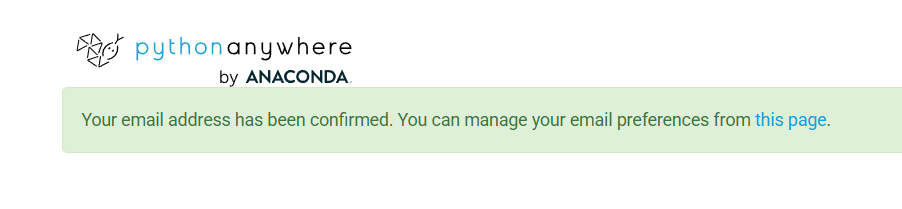 pythonanywhere
by ANACONDA.
Your email address has been confirmed. You can manage your email preferences from this page.